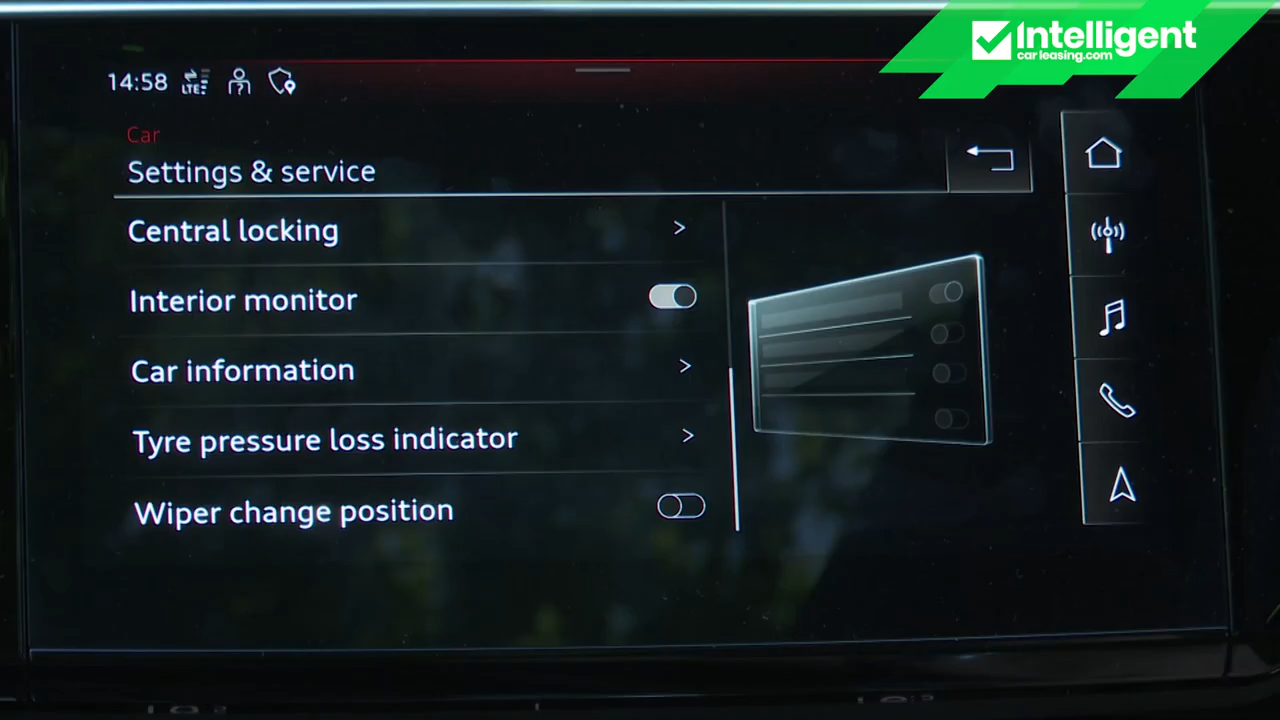 Intelligent
carleasing.com
14:58
LTE
Car
Settings & service
Central locking
Interior monitor
Car information
Tyre pressure loss indicator
Wiper change position